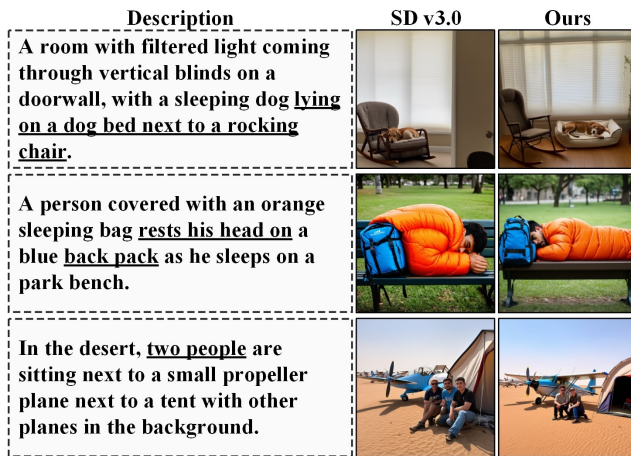 Description SD v3.0 Ours
A room with filtered light coming
through vertical blinds on a
doorwall, with a sleeping dog lying
on a dog bed next to a rocking
chair.
A person covered with an orange
sleeping bag rests his head on a
blue back pack as he sleeps on a
park bench.
In the desert, two people are
sitting next to a small propeller
plane next to a tent with other
planes in the background.